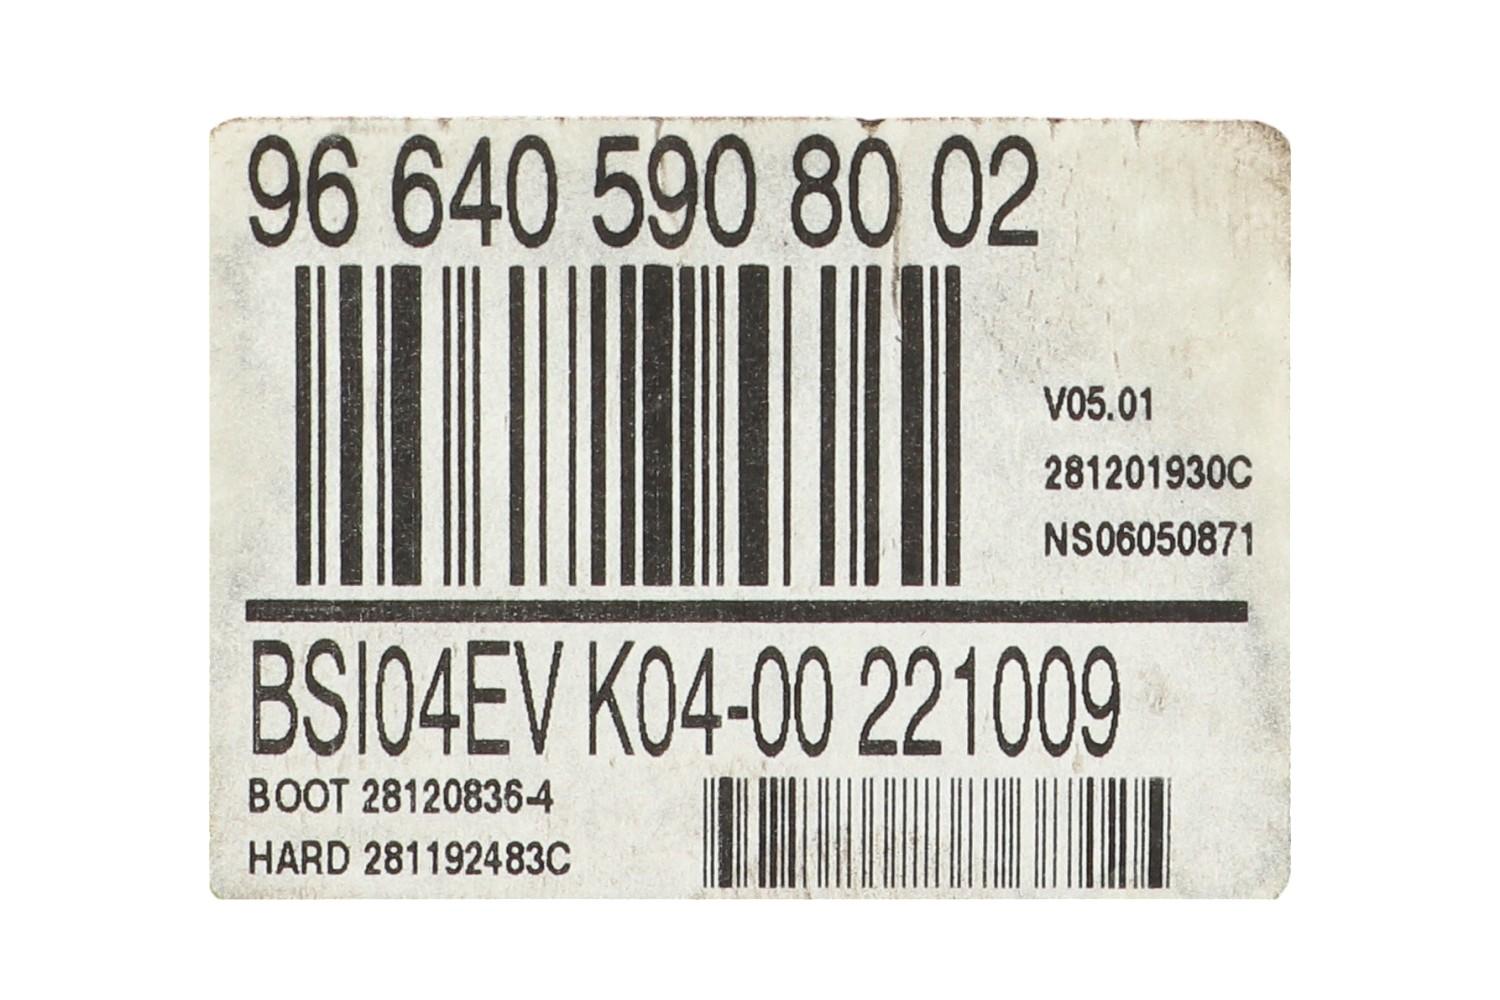 96 640 590 80 02
V05.01
281201930C
NS06050871
BSI04EV K04-00 221009
BOOT 28120836-4
HARD 281192483C